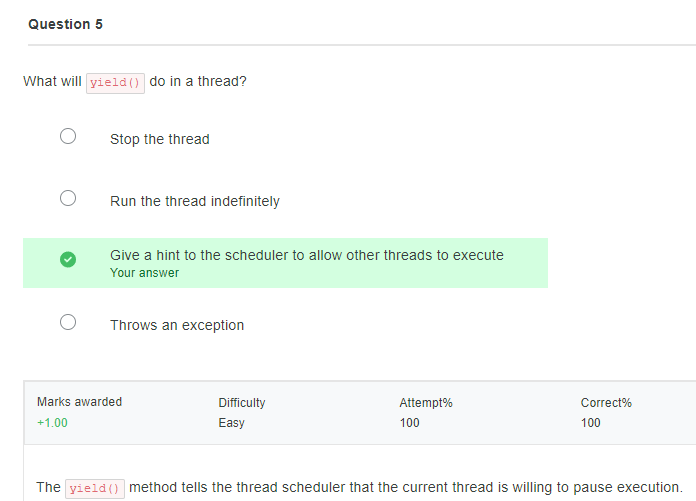 Question 5
What will yield() do in a thread?
Stop the thread
Run the thread indefinitely
Give a hint to the scheduler to allow other threads to execute
Your answer
Throws an exception
Marks awarded Difficulty Attempt% Correct%
+1.00 Easy 100 100
The yield() method tells the thread scheduler that the current thread is willing to pause execution.